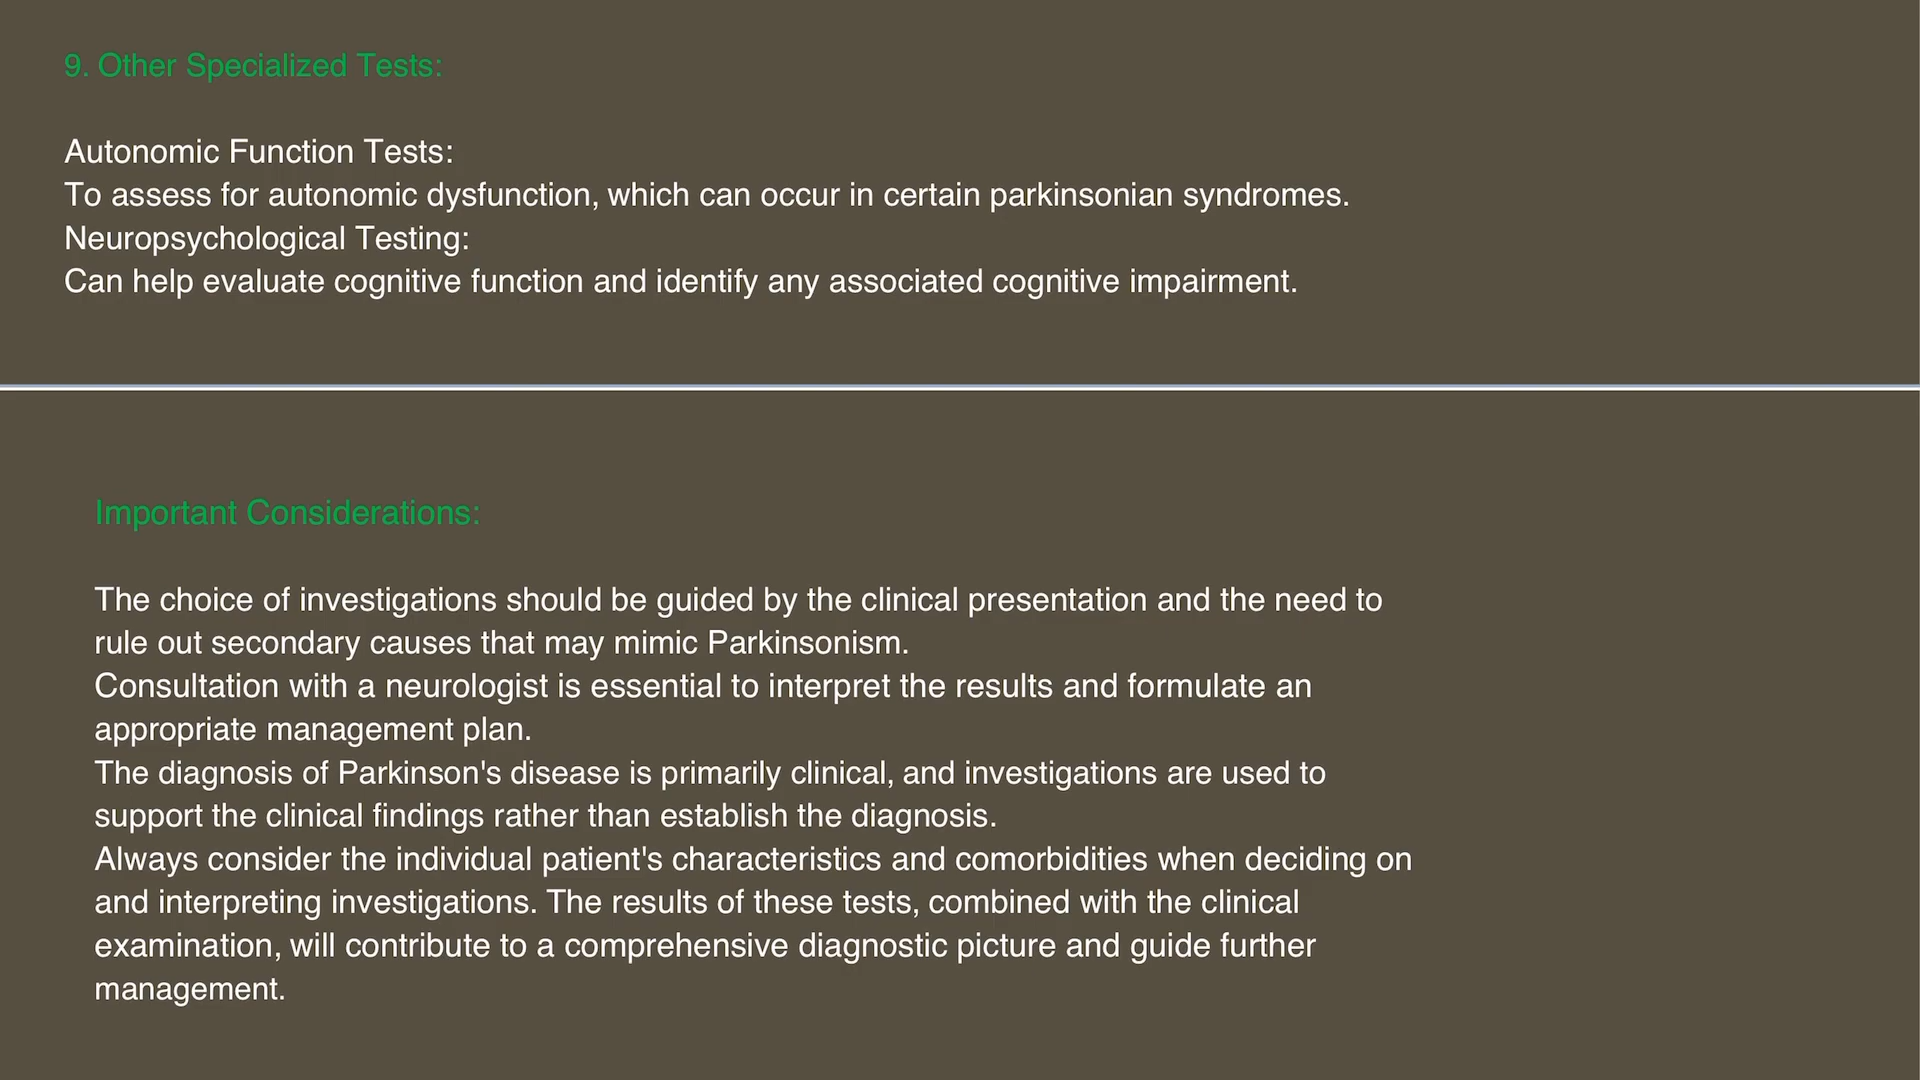 9. Other Specialized Tests:
Autonomic Function Tests:
To assess for autonomic dysfunction, which can occur in certain parkinsonian syndromes.
Neuropsychological Testing:
Can help evaluate cognitive function and identify any associated cognitive impairment.
Important Considerations:
The choice of investigations should be guided by the clinical presentation and the need to
rule out secondary causes that may mimic Parkinsonism.
Consultation with a neurologist is essential to interpret the results and formulate an
appropriate management plan.
The diagnosis of Parkinson's disease is primarily clinical, and investigations are used to
support the clinical findings rather than establish the diagnosis.
Always consider the individual patient's characteristics and comorbidities when deciding on
and interpreting investigations. The results of these tests, combined with the clinical
examination, will contribute to a comprehensive diagnostic picture and guide further
management.